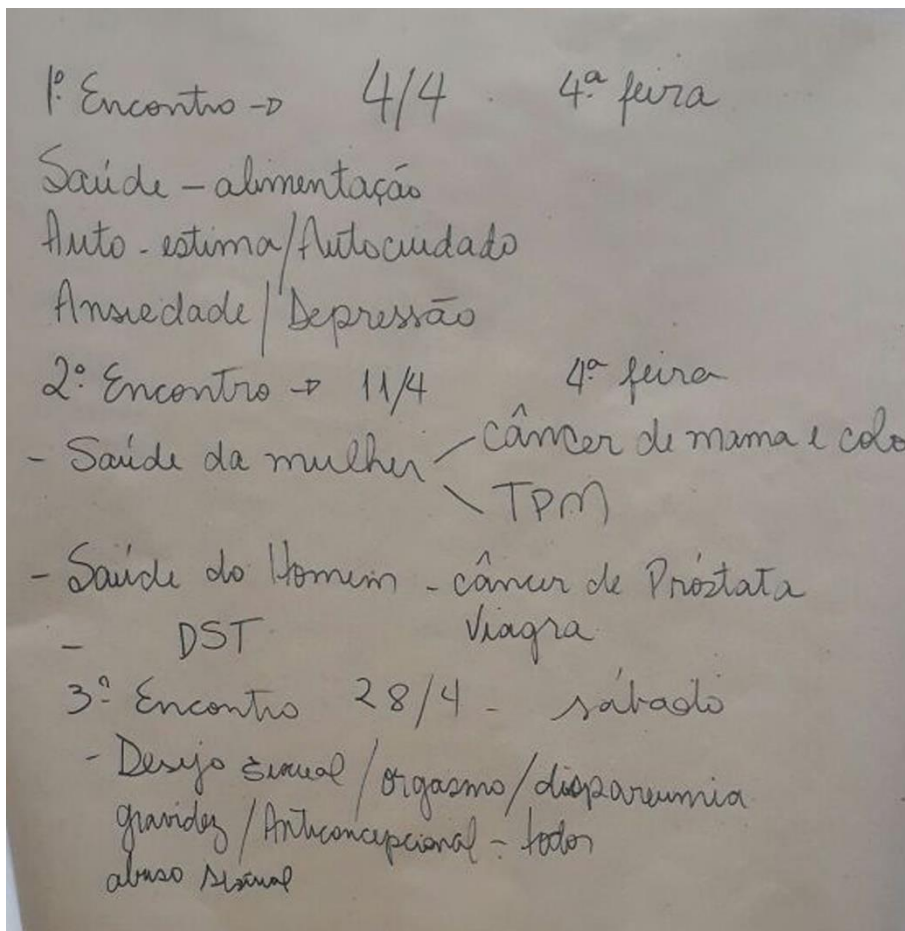 1º Encontro → 4/4. 4ª feira
Saúde - alimentação
Auto-estima/Autocuidado
Ansiedade/Depressão
2º Encontro → 11/4 4ª feira
- Saúde da mulher câncer de mama e colo
TPM
- Saúde do Homem - câncer de Próstata
- DST Viagra
3º Encontro 28/4 - sábado
- Desejo sexual/orgasmo/dispareumia
gravidez/Anticoncepcional - todos
abuso sexual